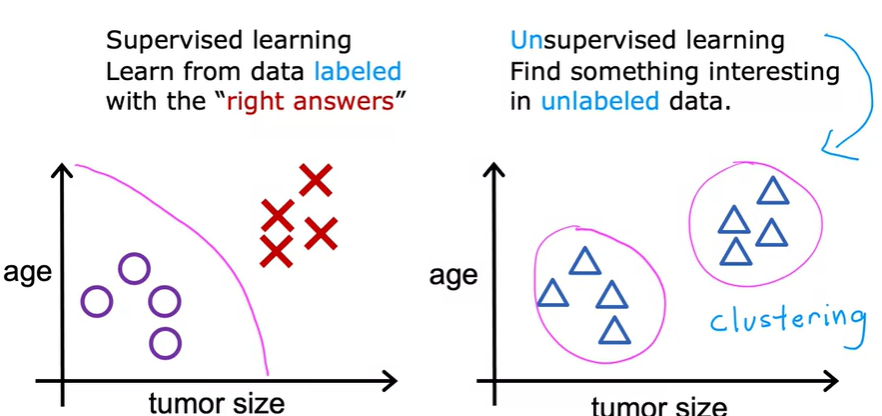 Supervised learning
Learn from data labeled
with the “right answers”
age
tumor size
Unsupervised learning
Find something interesting
in unlabeled data.
age
clustering
tumor size